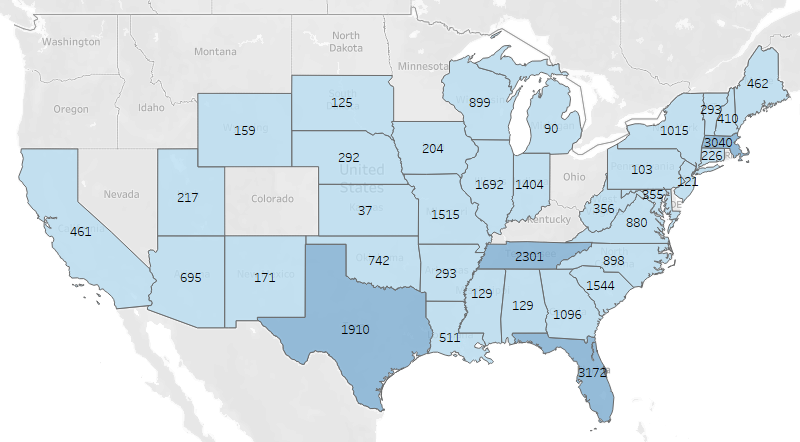 Washington
Montana
North
Dakota
Minnesota
Oregon
Idaho
Nevada
Colorado
United
States
Ohio
Kentucky
462
899
125
293
410
90
159
1015
3040
204
226
292
103
217
121
1692
1404
355
37
356
1515
880
461
742
2301
898
695
171
293
1544
129
129
1096
1910
511
3172